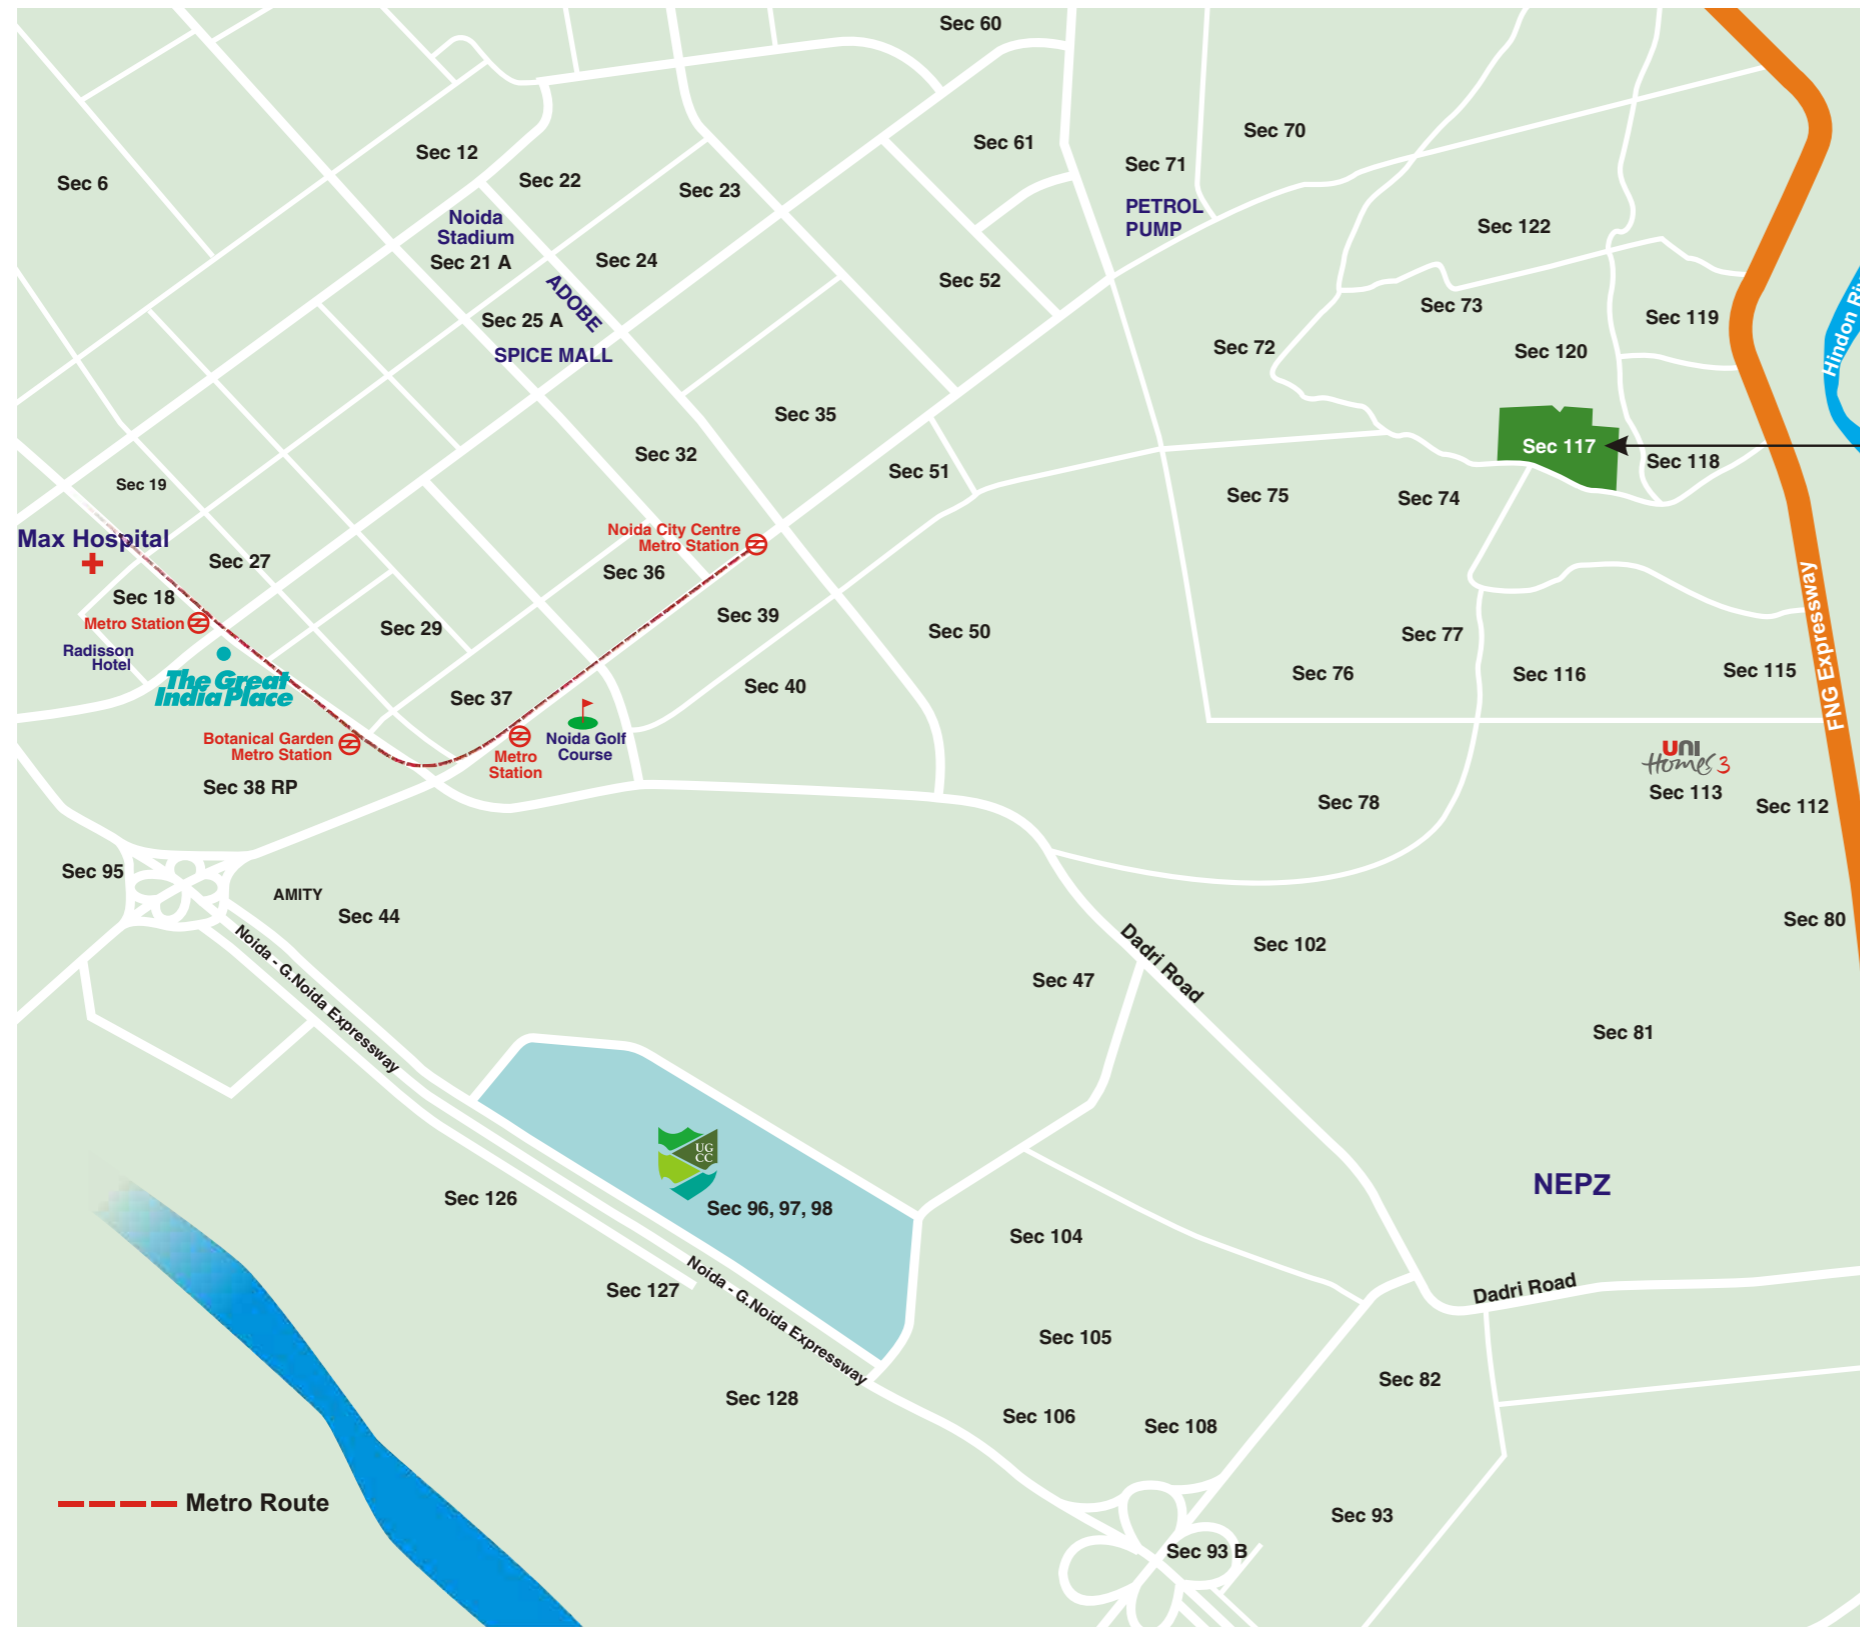 Sec 60
Sec 12
Sec 22
Sec 23
Sec 61
Sec 71
Sec 70
Sec 6
Noida
Stadium
Sec 21 A
Sec 24
ADOBE
Sec 25 A
SPICE MALL
PETROL
PUMP
Sec 52
Sec 122
Sec 73
Sec 119
Sec 72
Sec 120
Hindon
Sec 35
Sec 32
Sec 51
Sec 117
Sec 118
Sec 75
Sec 74
Sec 19
Max Hospital
Sec 27
Sec 18
Metro Station
Radisson
Hotel
The Great
India Place
Noida City Centre
Metro Station
Sec 36
Sec 39
Sec 29
Sec 50
Sec 40
Sec 37
Sec 77
Sec 76
Sec 116
Sec 115
FNG Expressway
Botanical Garden
Metro Station
Metro
Station
Noida Golf
Course
Sec 38 RP
UNI
Homes 3
Sec 113
Sec 112
Sec 78
Sec 95
AMITY
Sec 44
Noida - G.Noida Expressway
Sec 47
Dadri Road
Sec 102
Sec 80
Sec 81
UG
CC
Sec 96, 97, 98
Sec 126
Sec 127
Noida - G.Noida Expressway
Sec 128
Sec 104
Sec 105
Sec 106
Sec 108
NEPZ
Dadri Road
Sec 82
Sec 93
Sec 93 B
Metro Route